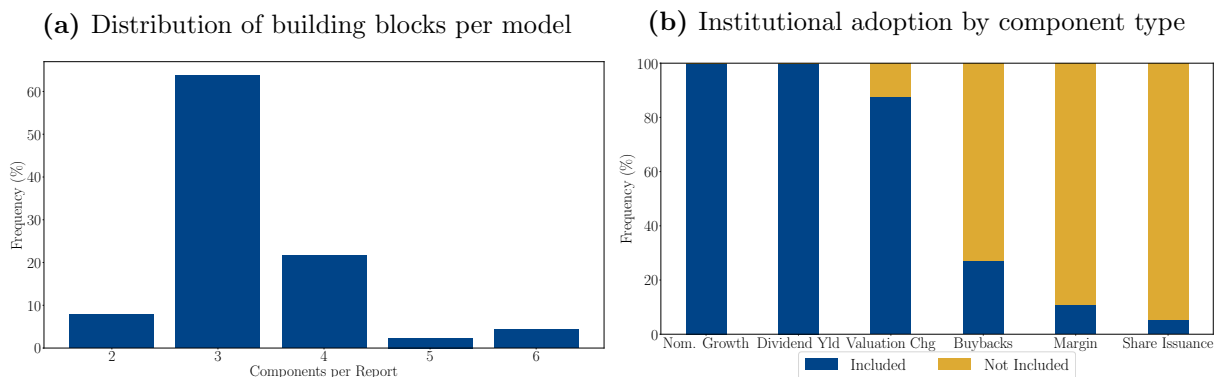 (a) Distribution of building blocks per model
Frequency (%)
60
50
40
30
20
10
0
2 3 4 5 6
Components per Report
(b) Institutional adoption by component type
Frequency (%)
100
80
60
40
20
0
Nom. Growth Dividend Yld Valuation Chg Buybacks Margin Share Issuance
Included Not Included